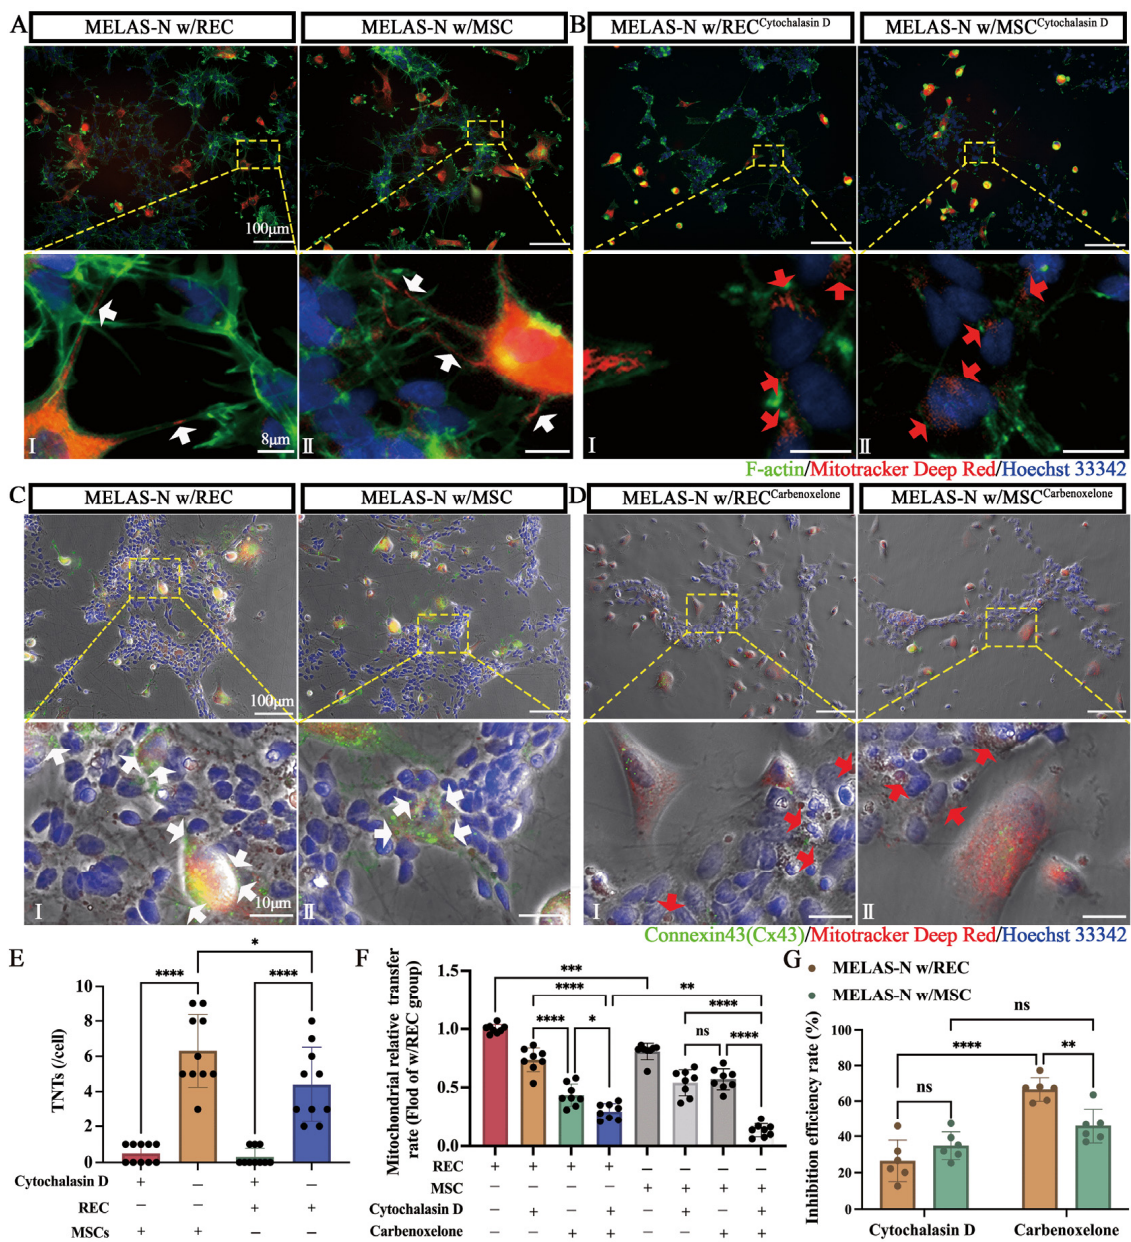 A
MELAS-N w/REC
MELAS-N w/MSC
B
MELAS-N w/REC^Cytochalasin D
MELAS-N w/MSC^Cytochalasin D
100μm
I
8μm
II
I
II
F-actin/Mitotracker Deep Red/Hoechst 33342
C
MELAS-N w/REC
MELAS-N w/MSC
D
MELAS-N w/REC^Carbenoxelone
MELAS-N w/MSC^Carbenoxelone
100μm
I
10μm
II
I
II
Connexin43(Cx43)/Mitotracker Deep Red/Hoechst 33342
E
TNTs (/cell)
10
8
6
4
2
0
****
*
****
Cytochalasin D + − + −
REC − − + +
MSCs + + − −
F
Mitochondrial relative transfer
rate (Flod of w/REC group)
1.5
1.0
0.5
0.0
***
****
**
****
****
*
ns
****
REC + + + + − − − −
MSC − − − − + + + +
Cytochalasin D − + − + − + − +
Carbenoxelone − − + + − − + +
G
MELAS-N w/REC
MELAS-N w/MSC
Inhibition efficiency rate (%)
100
80
60
40
20
0
ns
****
**
ns
Cytochalasin D
Carbenoxelone